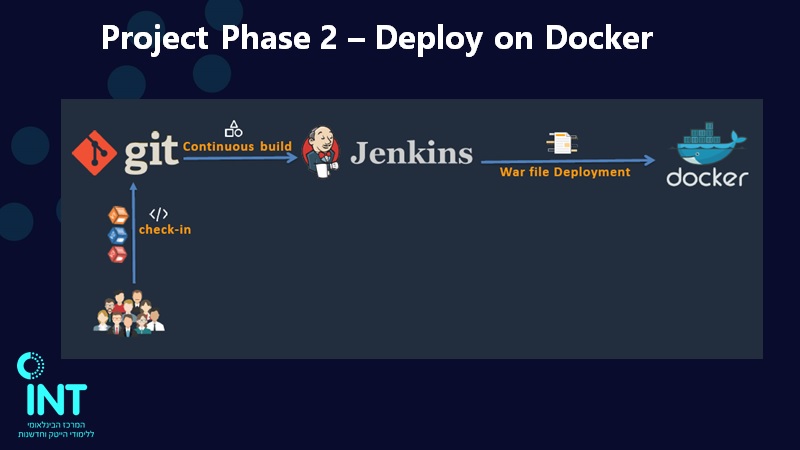 Project Phase 2 – Deploy on Docker
git
Continuous build
Jenkins
War file Deployment
docker
</>
check-in
INT
המרכז הבינלאומי
ללימודי הייטק וחדשנות